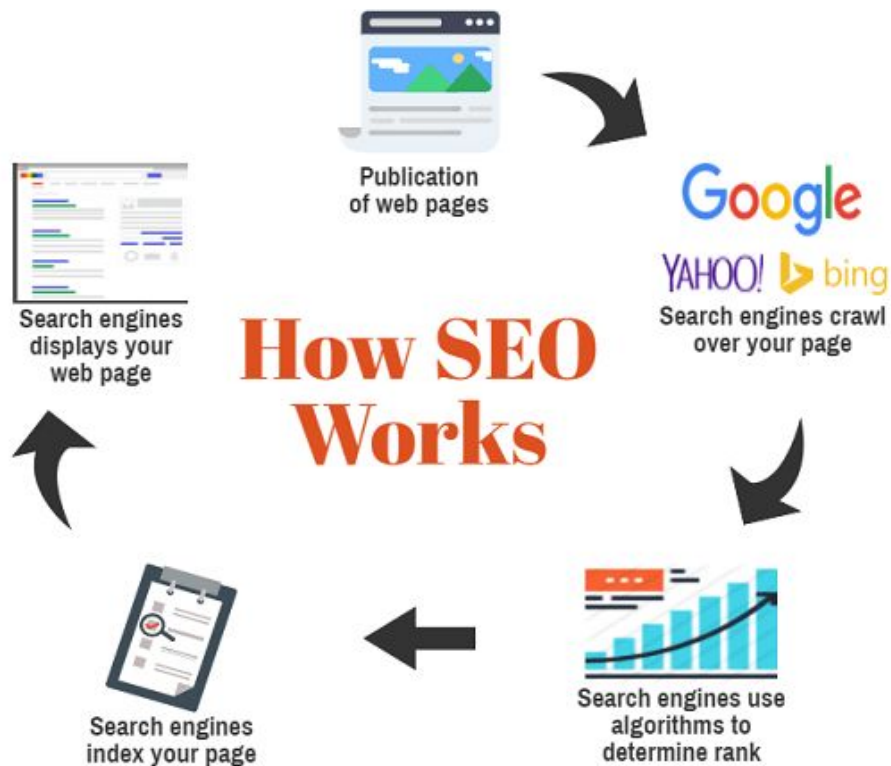 Publication
of web pages
Google
YAHOO! bing
Search engines crawl
over your page
Search engines use
algorithms to
determine rank
Search engines
index your page
Search engines
displays your
web page
How SEO
Works